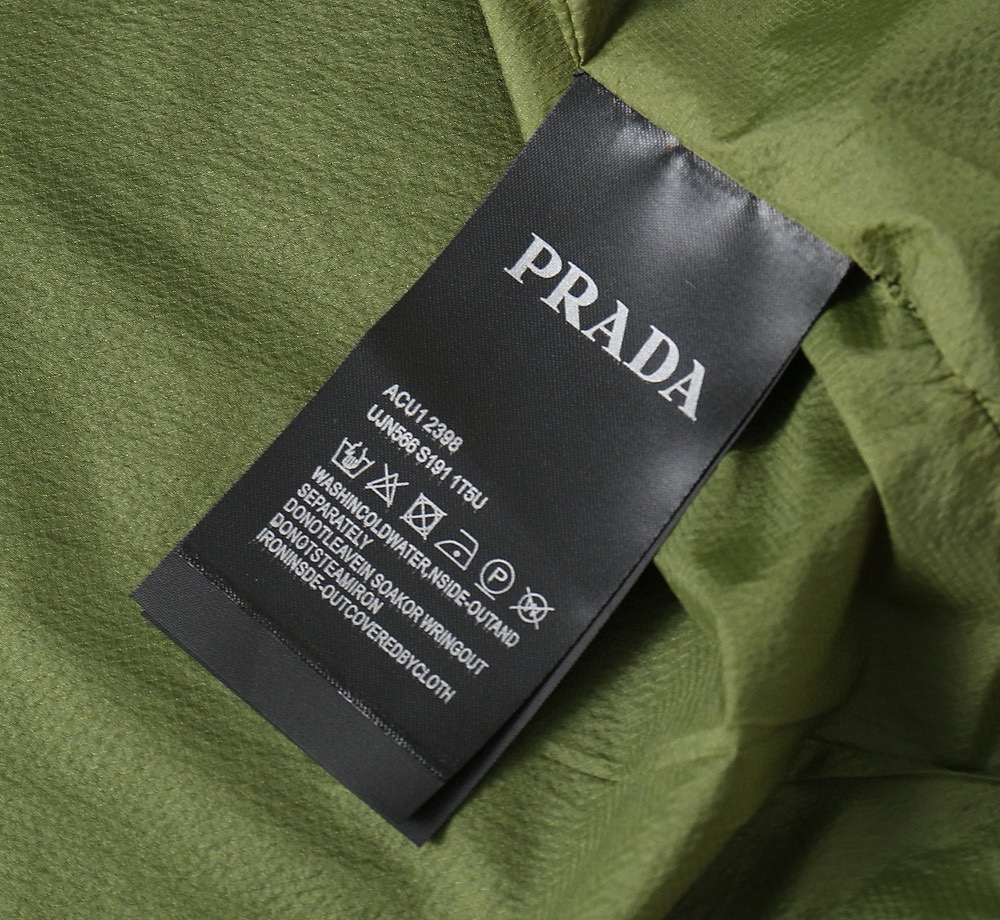 PRADA
ACU1 2398
UJN566 S191 1T5U
P
WASHINCOLDWATER,NSIDE-OUTAND
SEPARATELY
DONOTLEAVEIN SOAKOR WRINGOUT
DONOTSTEAMIRON
IRONINSDE-OUTCOVEREDBYCLOTH